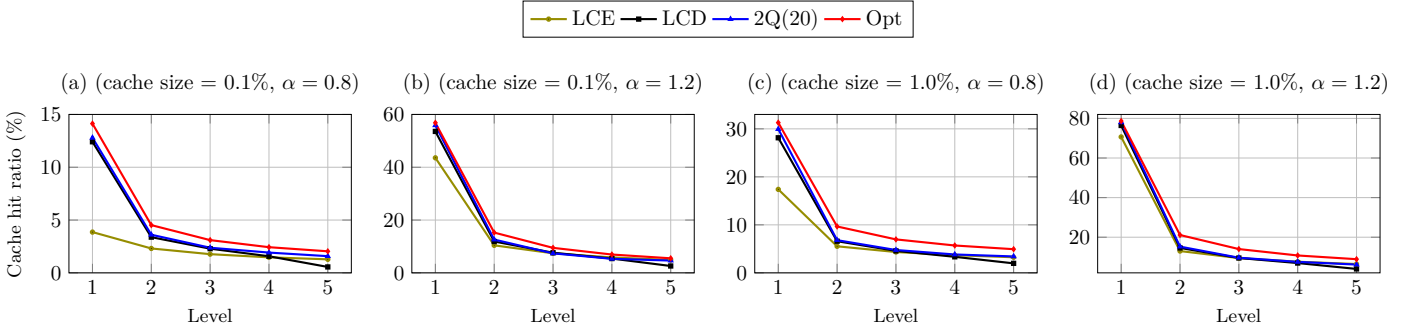 LCE LCD 2Q(20) Opt
(a) (cache size = 0.1%, α = 0.8)
(b) (cache size = 0.1%, α = 1.2)
(c) (cache size = 1.0%, α = 0.8)
(d) (cache size = 1.0%, α = 1.2)
Cache hit ratio (%)
15
10
5
0
1 2 3 4 5
Level
60
40
20
0
1 2 3 4 5
Level
30
20
10
0
1 2 3 4 5
Level
80
60
40
20
1 2 3 4 5
Level